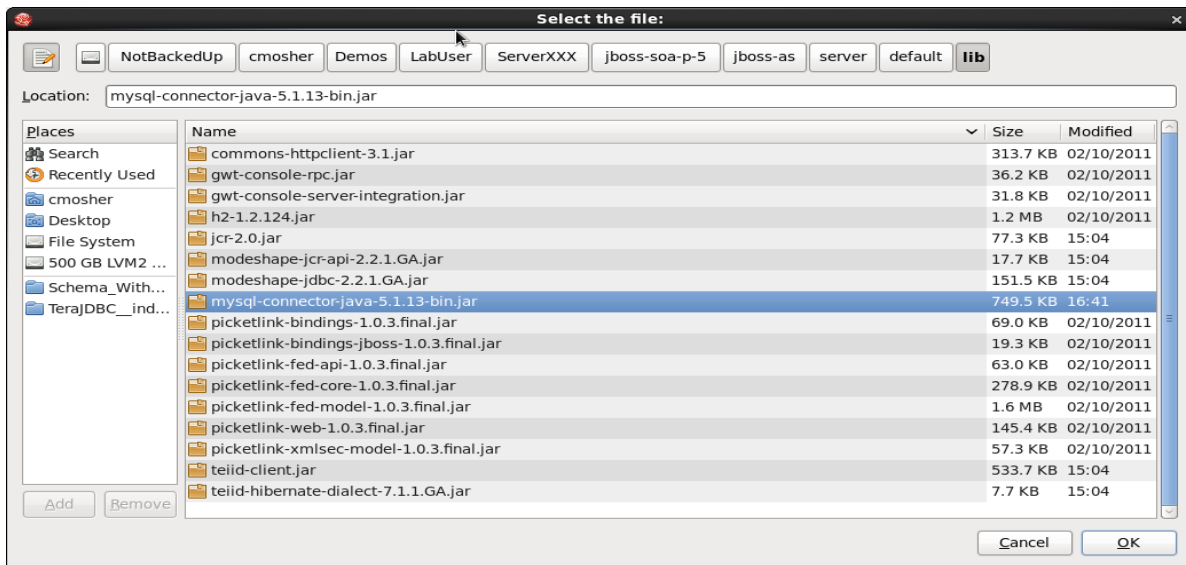 Select the file:
NotBackedUp cmosher Demos LabUser ServerXXX jboss-soa-p-5 jboss-as server default lib
Location: mysql-connector-java-5.1.13-bin.jar
Places
Search
Recently Used
cmosher
Desktop
File System
500 GB LVM2 ...
Schema_With...
TeraJDBC__ind...
Add Remove
Name Size Modified
commons-httpclient-3.1.jar 313.7 KB 02/10/2011
gwt-console-rpc.jar 36.2 KB 02/10/2011
gwt-console-server-integration.jar 31.8 KB 02/10/2011
h2-1.2.124.jar 1.2 MB 02/10/2011
jcr-2.0.jar 77.3 KB 15:04
modeshape-jcr-api-2.2.1.GA.jar 17.7 KB 15:04
modeshape-jdbc-2.2.1.GA.jar 151.5 KB 15:04
mysql-connector-java-5.1.13-bin.jar 749.5 KB 16:41
picketlink-bindings-1.0.3.final.jar 69.0 KB 02/10/2011
picketlink-bindings-jboss-1.0.3.final.jar 19.3 KB 02/10/2011
picketlink-fed-api-1.0.3.final.jar 63.0 KB 02/10/2011
picketlink-fed-core-1.0.3.final.jar 278.9 KB 02/10/2011
picketlink-fed-model-1.0.3.final.jar 1.6 MB 02/10/2011
picketlink-web-1.0.3.final.jar 145.4 KB 02/10/2011
picketlink-xmlsec-model-1.0.3.final.jar 57.3 KB 02/10/2011
teiid-client.jar 533.7 KB 15:04
teiid-hibernate-dialect-7.1.1.GA.jar 7.7 KB 15:04
Cancel OK